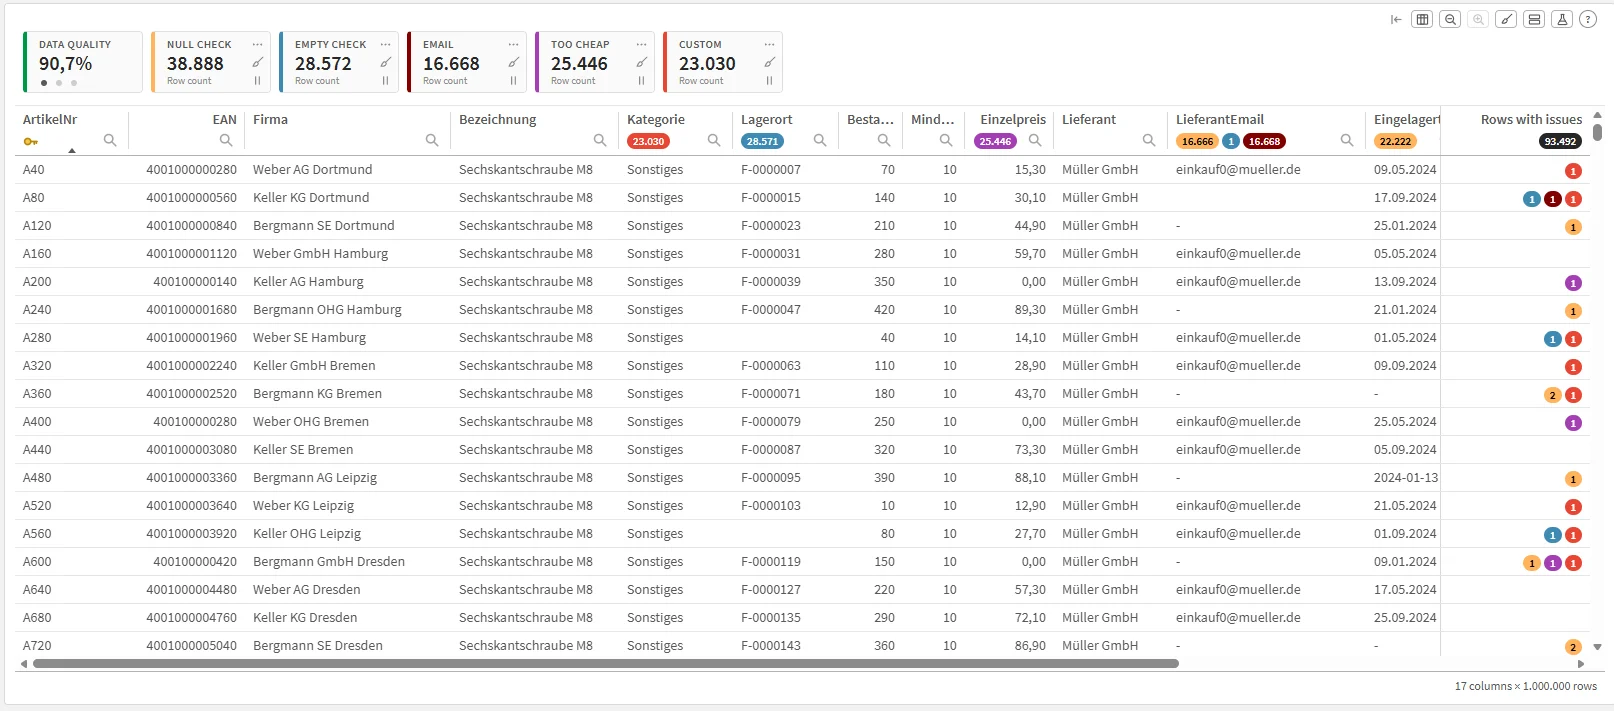 DATA QUALITY
90,7%
NULL CHECK
38.888
Row count
EMPTY CHECK
28.572
Row count
EMAIL
16.668
Row count
TOO CHEAP
25.446
Row count
CUSTOM
23.030
Row count
ArtikelNr EAN Firma Bezeichnung Kategorie Lagerort Besta... Mind... Einzelpreis Lieferant LieferantEmail Eingelagert Rows with issues
23.030 28.571 25.446 16.666 1 16.668 22.222 93.492
A40 4001000000280 Weber AG Dortmund Sechskantschraube M8 Sonstiges F-0000007 70 10 15,30 Müller GmbH einkauf0@mueller.de 09.05.2024 1
A80 4001000000560 Keller KG Dortmund Sechskantschraube M8 Sonstiges F-0000015 140 10 30,10 Müller GmbH 17.09.2024 1 1 1
A120 4001000000840 Bergmann SE Dortmund Sechskantschraube M8 Sonstiges F-0000023 210 10 44,90 Müller GmbH - 25.01.2024 1
A160 4001000001120 Weber GmbH Hamburg Sechskantschraube M8 Sonstiges F-0000031 280 10 59,70 Müller GmbH einkauf0@mueller.de 05.05.2024
A200 400100000140 Keller AG Hamburg Sechskantschraube M8 Sonstiges F-0000039 350 10 0,00 Müller GmbH einkauf0@mueller.de 13.09.2024 1
A240 4001000001680 Bergmann OHG Hamburg Sechskantschraube M8 Sonstiges F-0000047 420 10 89,30 Müller GmbH - 21.01.2024 1
A280 4001000001960 Weber SE Hamburg Sechskantschraube M8 Sonstiges 40 10 14,10 Müller GmbH einkauf0@mueller.de 01.05.2024 1 1
A320 4001000002240 Keller GmbH Bremen Sechskantschraube M8 Sonstiges F-0000063 110 10 28,90 Müller GmbH einkauf0@mueller.de 09.09.2024 1
A360 4001000002520 Bergmann KG Bremen Sechskantschraube M8 Sonstiges F-0000071 180 10 43,70 Müller GmbH - - 2 1
A400 400100000280 Weber OHG Bremen Sechskantschraube M8 Sonstiges F-0000079 250 10 0,00 Müller GmbH einkauf0@mueller.de 25.05.2024 1
A440 4001000003080 Keller SE Bremen Sechskantschraube M8 Sonstiges F-0000087 320 10 73,30 Müller GmbH einkauf0@mueller.de 05.09.2024
A480 4001000003360 Bergmann AG Leipzig Sechskantschraube M8 Sonstiges F-0000095 390 10 88,10 Müller GmbH - 2024-01-13 1
A520 4001000003640 Weber KG Leipzig Sechskantschraube M8 Sonstiges F-0000103 10 10 12,90 Müller GmbH einkauf0@mueller.de 21.05.2024 1
A560 4001000003920 Keller OHG Leipzig Sechskantschraube M8 Sonstiges 80 10 27,70 Müller GmbH einkauf0@mueller.de 01.09.2024 1 1
A600 400100000420 Bergmann GmbH Dresden Sechskantschraube M8 Sonstiges F-0000119 150 10 0,00 Müller GmbH - 09.01.2024 1 1 1
A640 4001000004480 Weber AG Dresden Sechskantschraube M8 Sonstiges F-0000127 220 10 57,30 Müller GmbH einkauf0@mueller.de 17.05.2024
A680 4001000004760 Keller KG Dresden Sechskantschraube M8 Sonstiges F-0000135 290 10 72,10 Müller GmbH einkauf0@mueller.de 25.09.2024
A720 4001000005040 Bergmann SE Dresden Sechskantschraube M8 Sonstiges F-0000143 360 10 86,90 Müller GmbH - - 2
17 columns × 1.000.000 rows